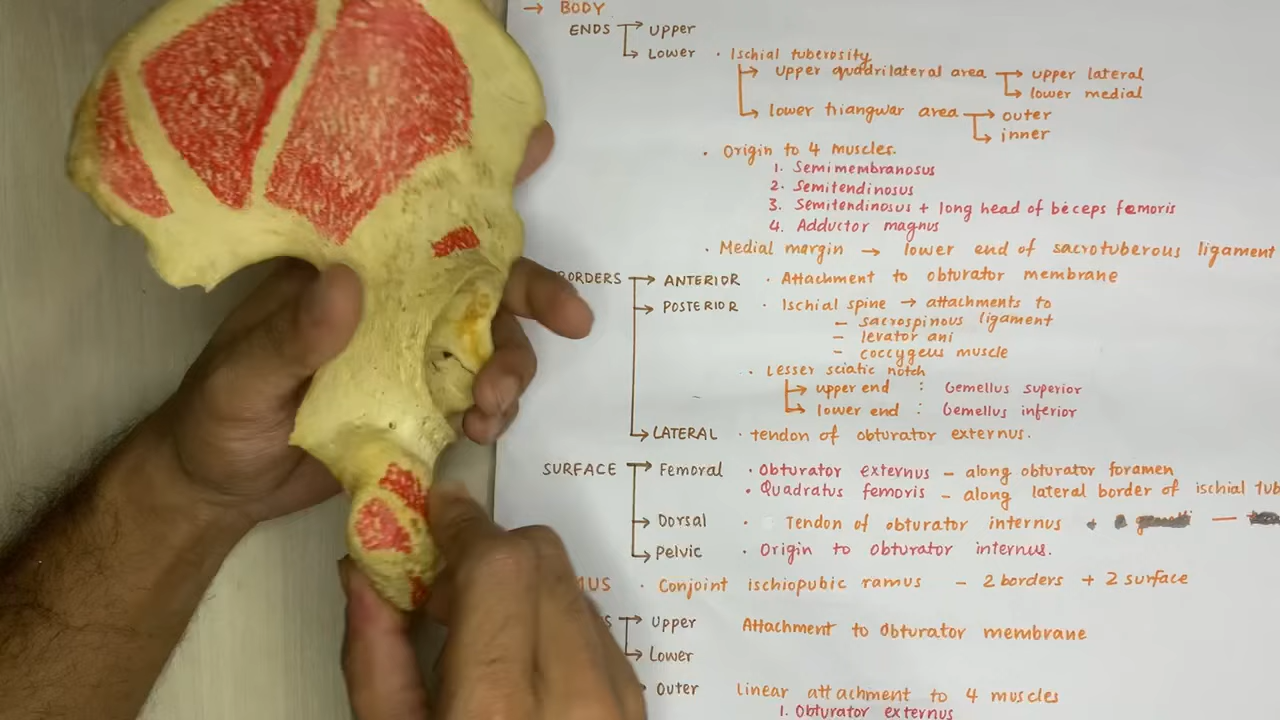 → BODY
ENDS → Upper
→ Lower · Ischial tuberosity
→ upper quadrilateral area → upper lateral
→ lower medial
→ lower triangular area → outer
→ inner
· Origin to 4 muscles.
1. Semimembranosus
2. Semitendinosus
3. Semitendinosus + long head of biceps femoris
4. Adductor magnus
· Medial margin → lower end of sacrotuberous ligament
BORDERS → ANTERIOR · Attachment to obturator membrane
→ POSTERIOR · Ischial spine → attachments to
– sacrospinous ligament
– levator ani
– coccygeus muscle
· Lesser sciatic notch
→ upper end : Gemellus superior
→ lower end : Gemellus inferior
→ LATERAL · tendon of obturator externus.
SURFACE → Femoral · Obturator externus – along obturator foramen
· Quadratus femoris – along lateral border of ischial tub
→ Dorsal · Tendon of obturator internus
→ Pelvic · Origin to obturator internus.
MUS · Conjoint ischiopubic ramus – 2 borders + 2 surface
S → Upper Attachment to Obturator membrane
→ Lower
Outer Linear attachment to 4 muscles
1. Obturator externus